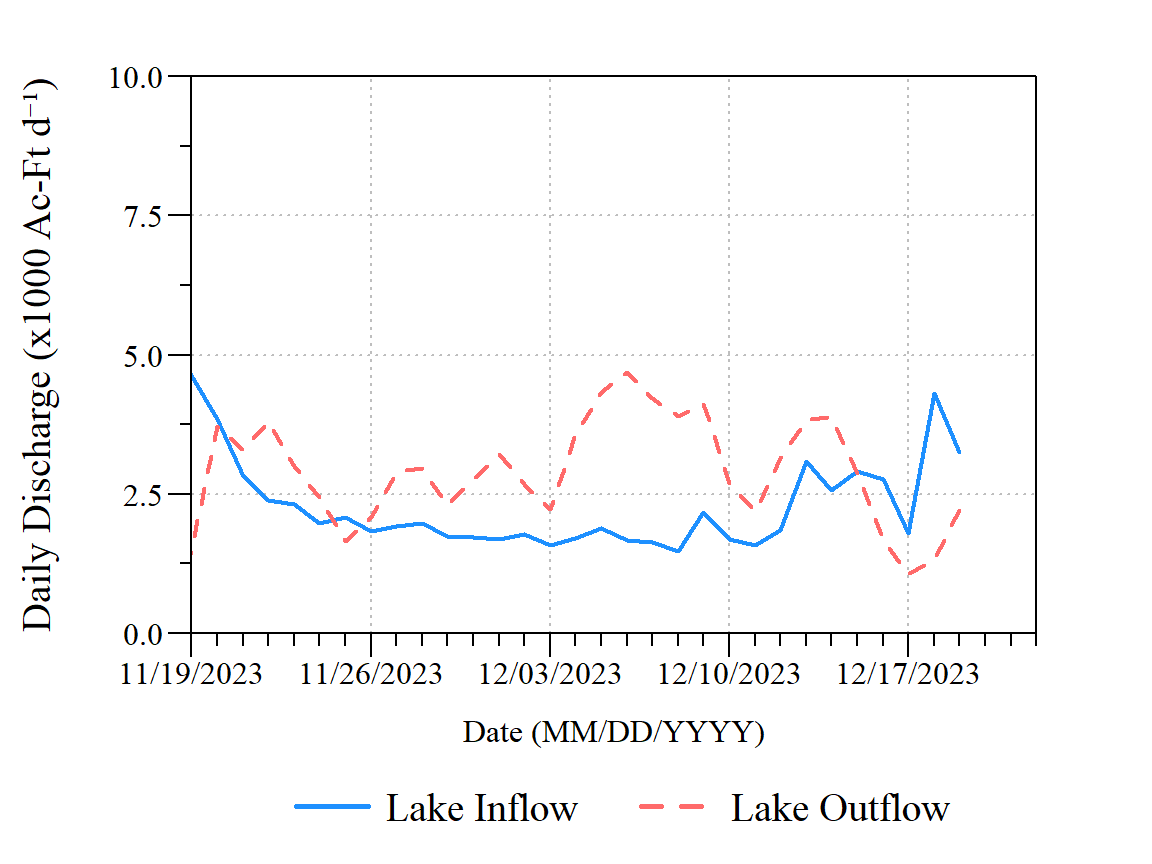 Daily Discharge (x1000 Ac-Ft d⁻¹)
10.0
7.5
5.0
2.5
0.0
11/19/2023 11/26/2023 12/03/2023 12/10/2023 12/17/2023
Date (MM/DD/YYYY)
Lake Inflow Lake Outflow